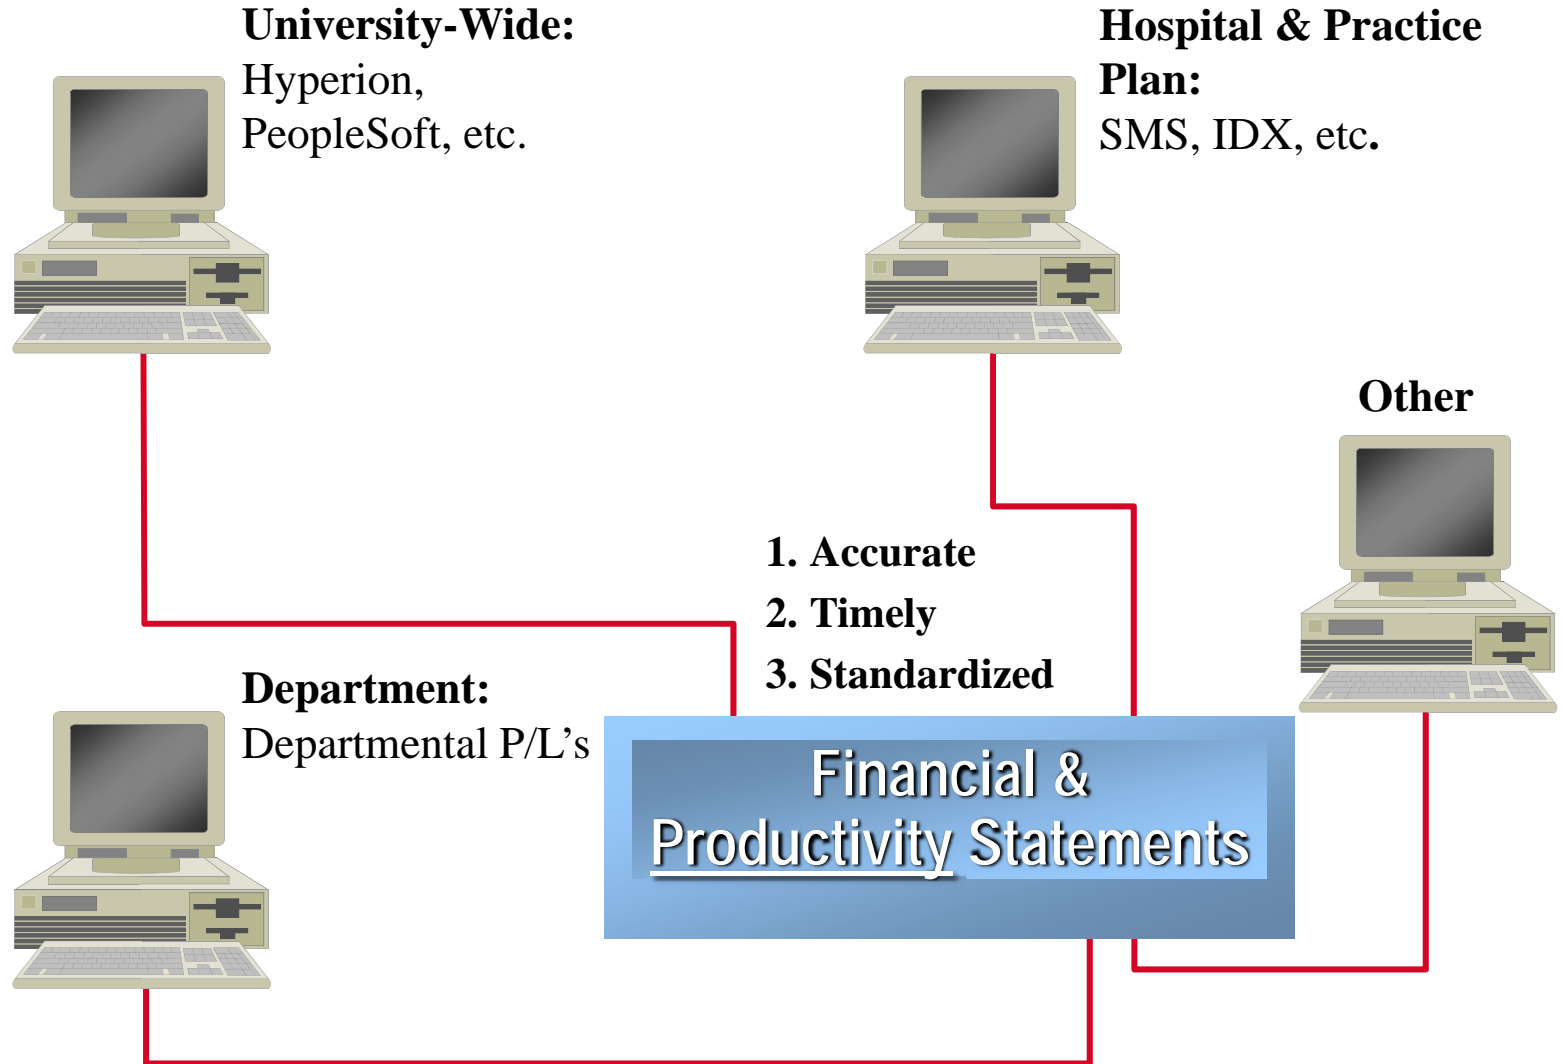 University-Wide:
Hyperion,
PeopleSoft, etc.
Hospital & Practice
Plan:
SMS, IDX, etc.
Other
1. Accurate
2. Timely
3. Standardized
Department:
Departmental P/L’s
Financial &
Productivity Statements